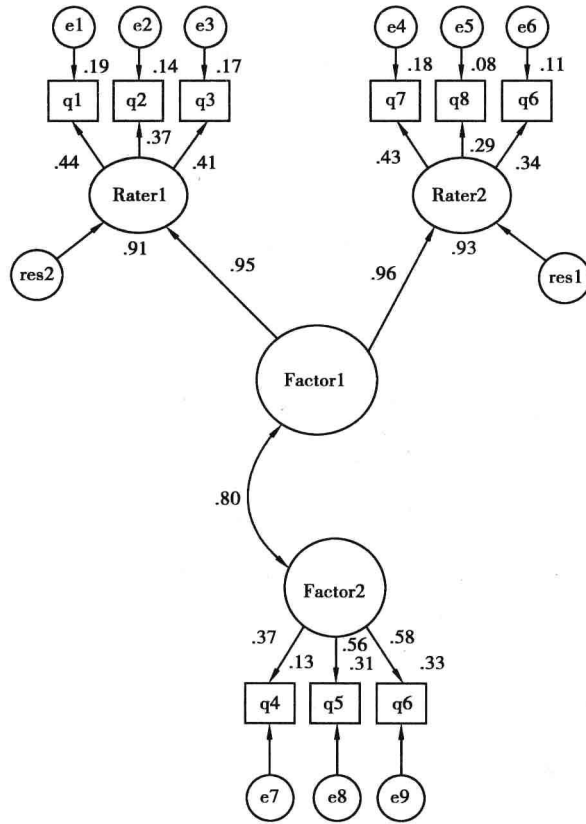 e1 e2 e3 e4 e5 e6
.19 .14 .17 .18 .08 .11
q1 q2 q3 q7 q8 q6
.44 .37 .41 .43 .29 .34
Rater1 Rater2
.91 .93
res2 .95 .96 res1
Factor1
.80
Factor2
.37 .56 .58
.13 .31 .33
q4 q5 q6
e7 e8 e9